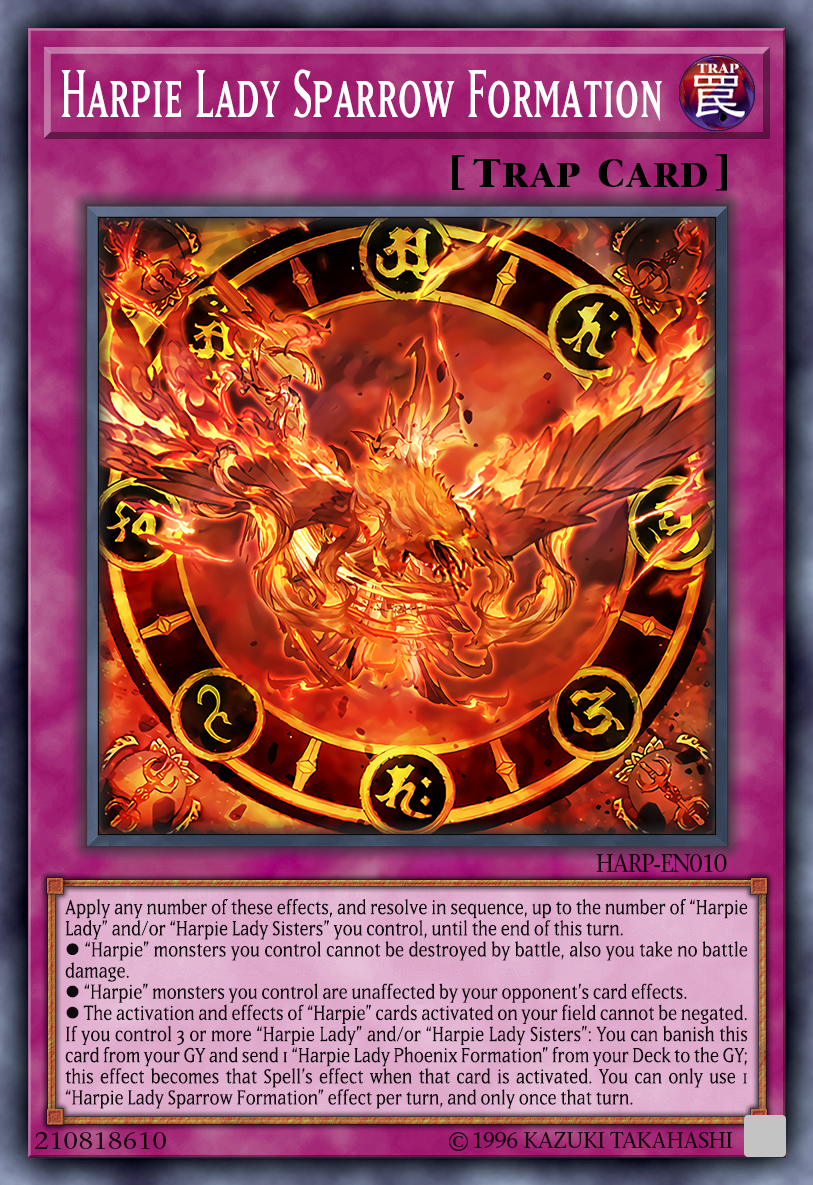 HARPIE LADY SPARROW FORMATION
TRAP
罠
[TRAP CARD]
HARP-EN010
Apply any number of these effects, and resolve in sequence, up to the number of “Harpie
Lady” and/or “Harpie Lady Sisters” you control, until the end of this turn.
● “Harpie” monsters you control cannot be destroyed by battle, also you take no battle
damage.
● “Harpie” monsters you control are unaffected by your opponent’s card effects.
● The activation and effects of “Harpie” cards activated on your field cannot be negated.
If you control 3 or more “Harpie Lady” and/or “Harpie Lady Sisters”: You can banish this
card from your GY and send 1 “Harpie Lady Phoenix Formation” from your Deck to the GY;
this effect becomes that Spell’s effect when that card is activated. You can only use 1
“Harpie Lady Sparrow Formation” effect per turn, and only once that turn.
210818610
© 1996 KAZUKI TAKAHASHI